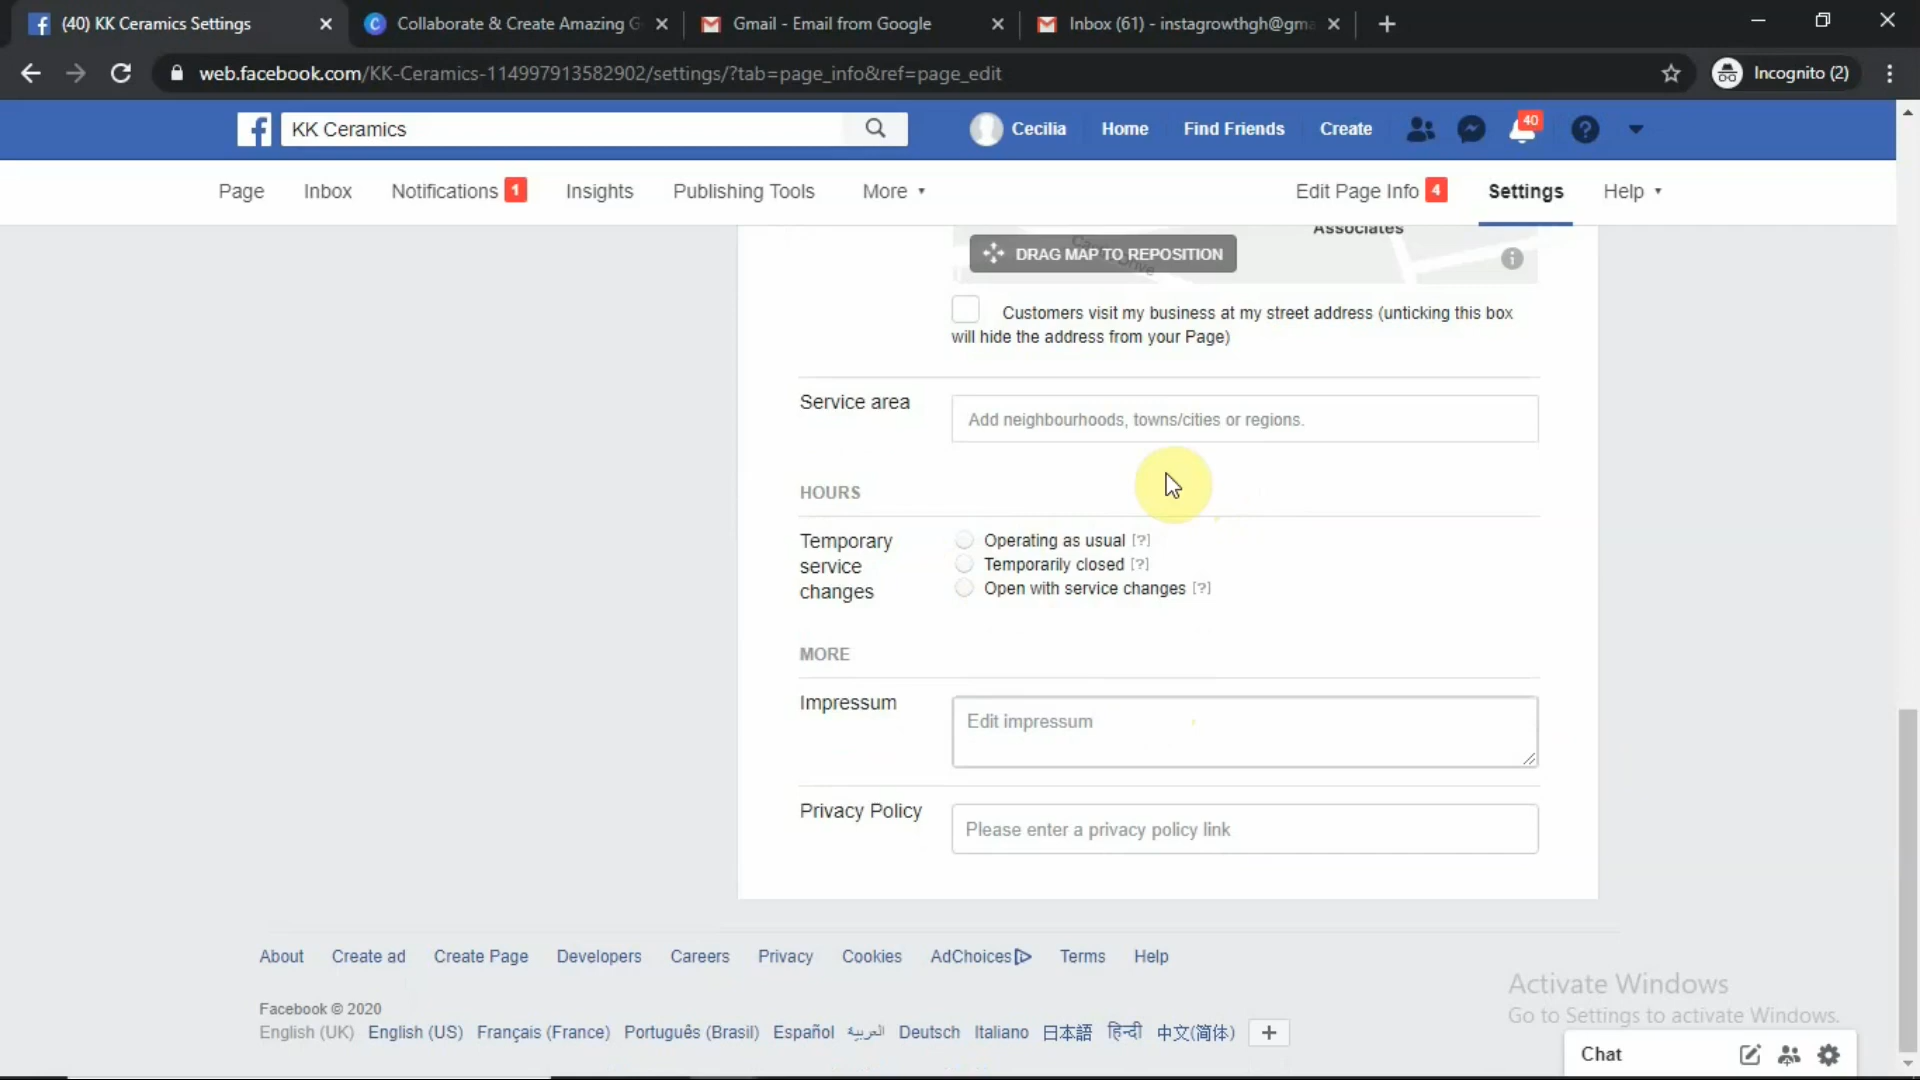 (40) KK Ceramics Settings
Collaborate & Create Amazing G
Gmail - Email from Google
Inbox (61) - instagrowthgh@gma
web.facebook.com/KK-Ceramics-114997913582902/settings/?tab=page_info&ref=page_edit
Incognito (2)
KK Ceramics
Cecilia
Home
Find Friends
Create
40
Page
Inbox
Notifications 1
Insights
Publishing Tools
More
Edit Page Info 4
Settings
Help
Associates
DRAG MAP TO REPOSITION
Customers visit my business at my street address (unticking this box
will hide the address from your Page)
Service area
Add neighbourhoods, towns/cities or regions.
HOURS
Temporary
service
changes
Operating as usual [?]
Temporarily closed [?]
Open with service changes [?]
MORE
Impressum
Edit impressum
Privacy Policy
Please enter a privacy policy link
About
Create ad
Create Page
Developers
Careers
Privacy
Cookies
AdChoices
Terms
Help
Facebook © 2020
English (UK)
English (US)
Français (France)
Português (Brasil)
Español
العربية
Deutsch
Italiano
日本語
हिन्दी
中文(简体)
Activate Windows
Go to Settings to activate Windows.
Chat